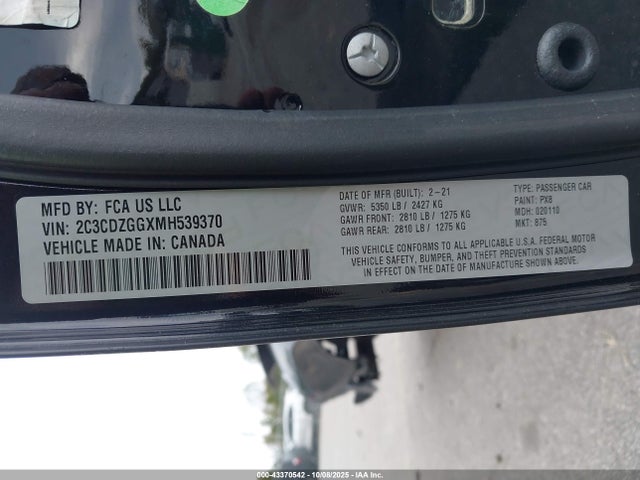 MFD BY: FCA US LLC
VIN: 2C3CDZGGXMH539370
VEHICLE MADE IN: CANADA
DATE OF MFR (BUILT): 2-21
GVWR: 5350 LB / 2427 KG
GAWR FRONT: 2810 LB / 1275 KG
GAWR REAR: 2810 LB / 1275 KG
TYPE: PASSENGER CAR
PAINT: PX8
MDH: 020110
MKT: 875
THIS VEHICLE CONFORMS TO ALL APPLICABLE U.S.A. FEDERAL MOTOR
VEHICLE SAFETY, BUMPER, AND THEFT PREVENTION STANDARDS
IN EFFECT ON THE DATE OF MANUFACTURE SHOWN ABOVE.
000-43370542 - 10/08/2025 - IAA.COM